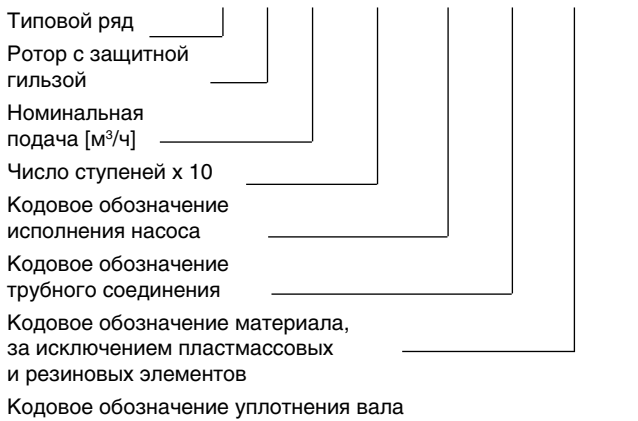 Типовой ряд
Ротор с защитной
гильзой
Номинальная
подача [м³/ч]
Число ступеней x 10
Кодовое обозначение
исполнения насоса
Кодовое обозначение
трубного соединения
Кодовое обозначение материала,
за исключением пластмассовых
и резиновых элементов
Кодовое обозначение уплотнения вала